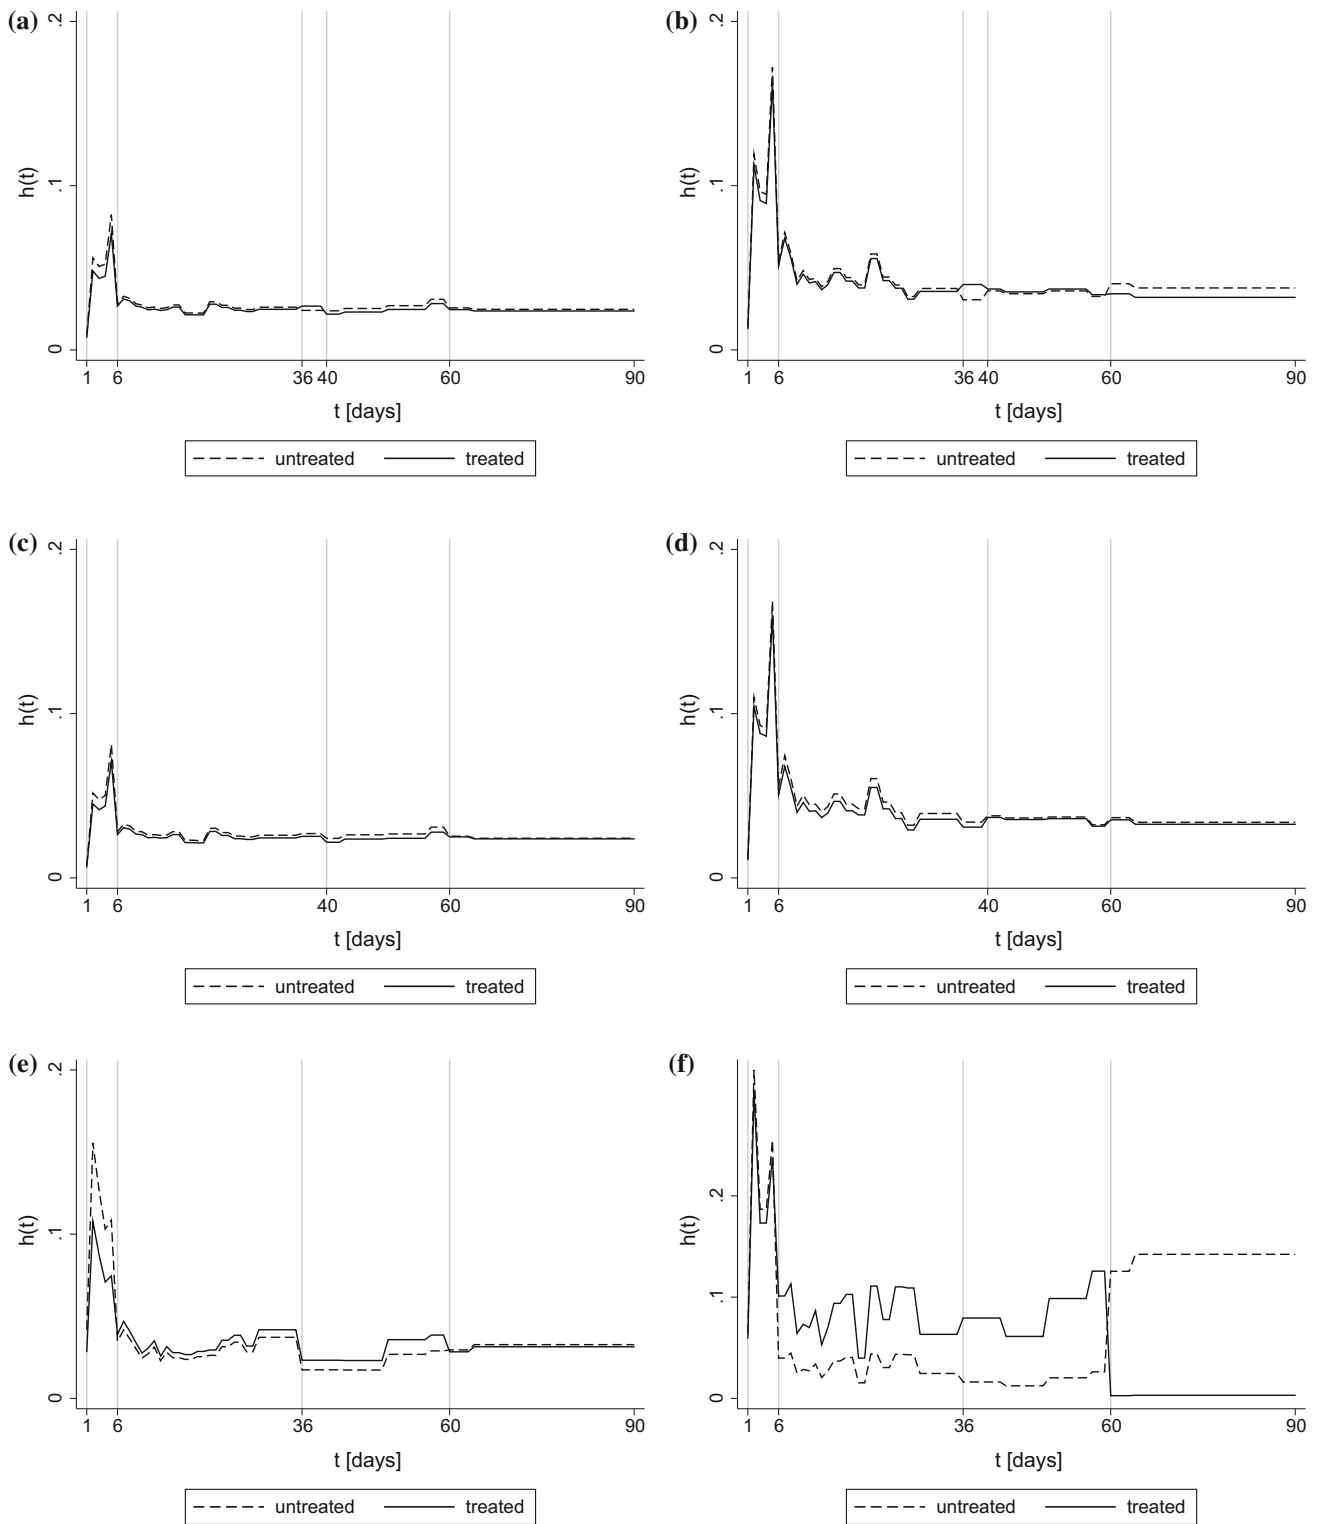 (a)
.2
.1
0
h(t)
1 6 36 40 60 90
t [days]
untreated treated
(b)
.2
.1
0
h(t)
1 6 36 40 60 90
t [days]
untreated treated
(c)
.2
.1
0
h(t)
1 6 40 60 90
t [days]
untreated treated
(d)
.2
.1
0
h(t)
1 6 40 60 90
t [days]
untreated treated
(e)
.2
.1
0
h(t)
1 6 36 60 90
t [days]
untreated treated
(f)
.2
.1
0
h(t)
1 6 36 60 90
t [days]
untreated treated